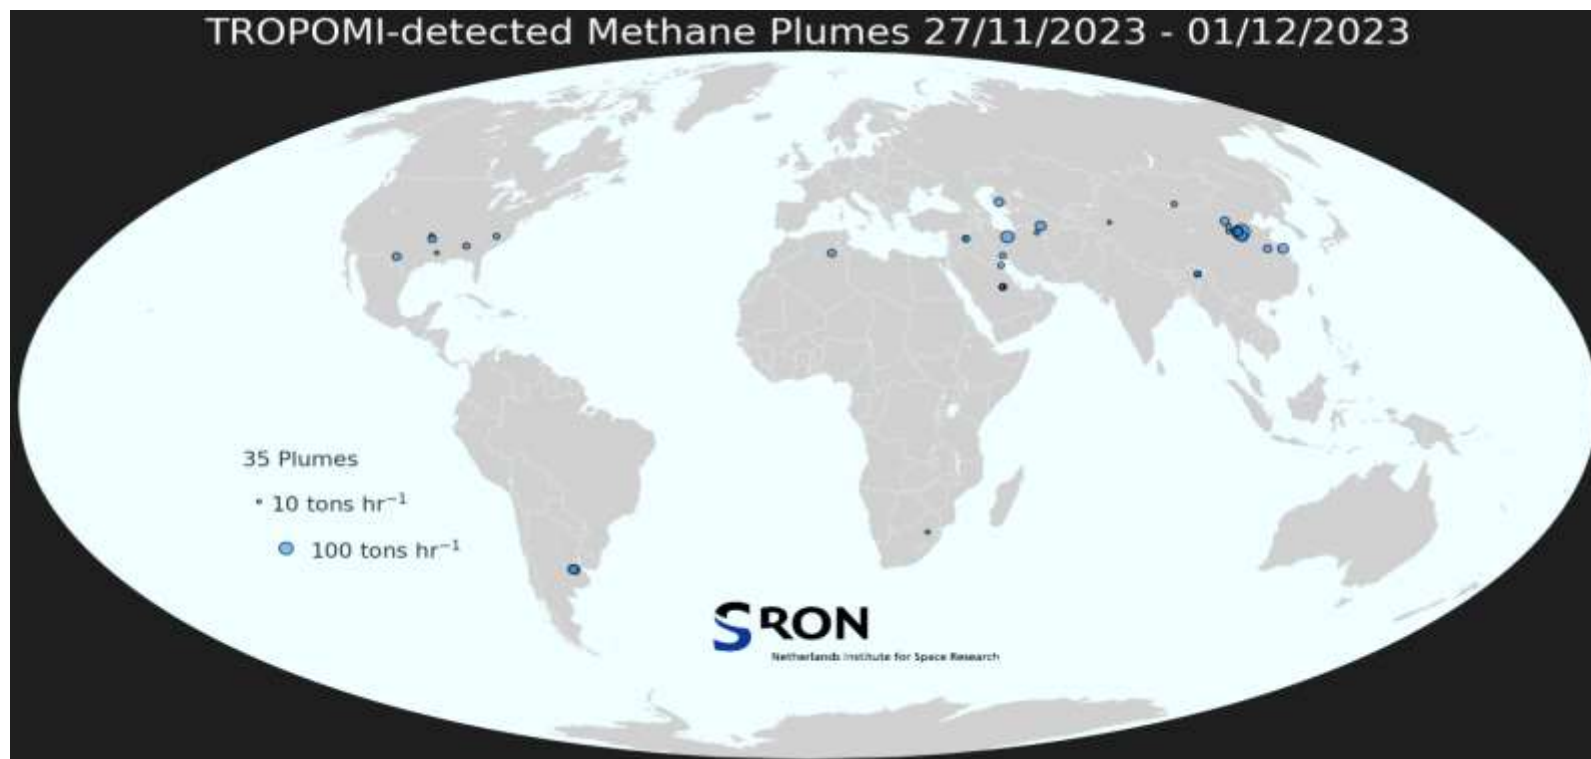 TROPOMI-detected Methane Plumes 27/11/2023 - 01/12/2023
35 Plumes
10 tons hr⁻¹
100 tons hr⁻¹
SRON
Netherlands Institute for Space Research